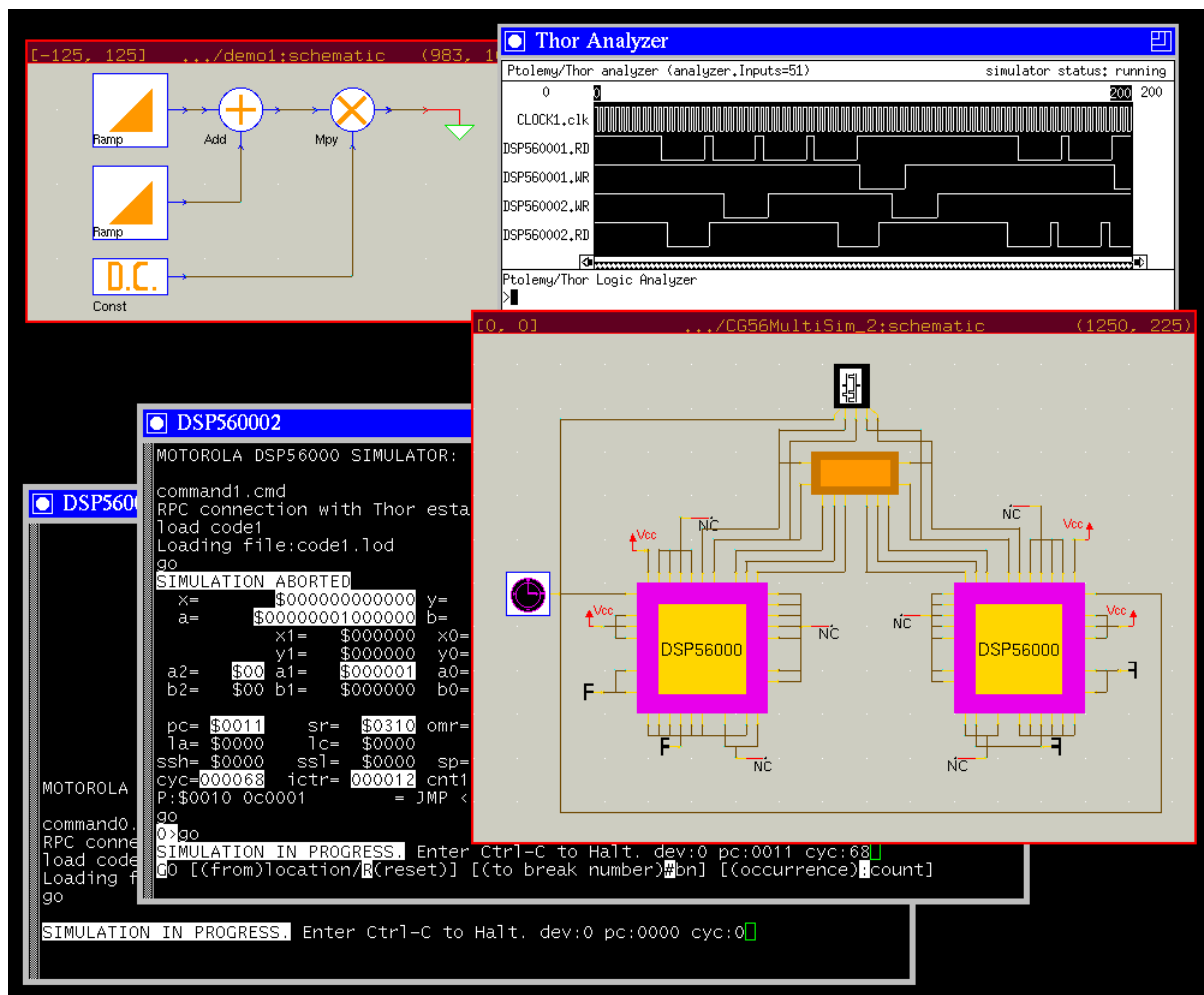 [-125, 125] .../demo1:schematic (983,
Ramp
Add
Mpy
Ramp
D.C.
Const
Thor Analyzer
Ptolemy/Thor analyzer (analyzer.Inputs=51) simulator status: running
0 0 200 200
CLOCK1.clk
DSP560001.RD
DSP560001.WR
DSP560002.WR
DSP560002.RD
Ptolemy/Thor Logic Analyzer
>
[0, 0] .../CG56MultiSim_2:schematic (1250, 225)
NC NC
Vcc Vcc
Vcc Vcc
NC NC
DSP56000 DSP56000
NC NC
DSP560002
MOTOROLA DSP56000 SIMULATOR:
command1.cmd
RPC connection with Thor esta
load code1
Loading file:code1.lod
go
SIMULATION ABORTED
x= $000000000000 y=
a= $00000001000000 b=
x1= $000000 x0=
y1= $000000 y0=
a2= $00 a1= $000001 a0=
b2= $00 b1= $000000 b0=
pc= $0011 sr= $0310 omr=
la= $0000 lc= $0000
ssh= $0000 ssl= $0000 sp=
cyc=000068 ictr= 000012 cnt1
P:$0010 0c0001 = JMP <
go
0>go
SIMULATION IN PROGRESS. Enter Ctrl-C to Halt. dev:0 pc:0011 cyc:68
GO [(from)location/R(reset)] [(to break number)#bn] [(occurrence):count]
DSP5600
MOTOROLA
command0.
RPC conne
load code
Loading f
go
SIMULATION IN PROGRESS. Enter Ctrl-C to Halt. dev:0 pc:0000 cyc:0